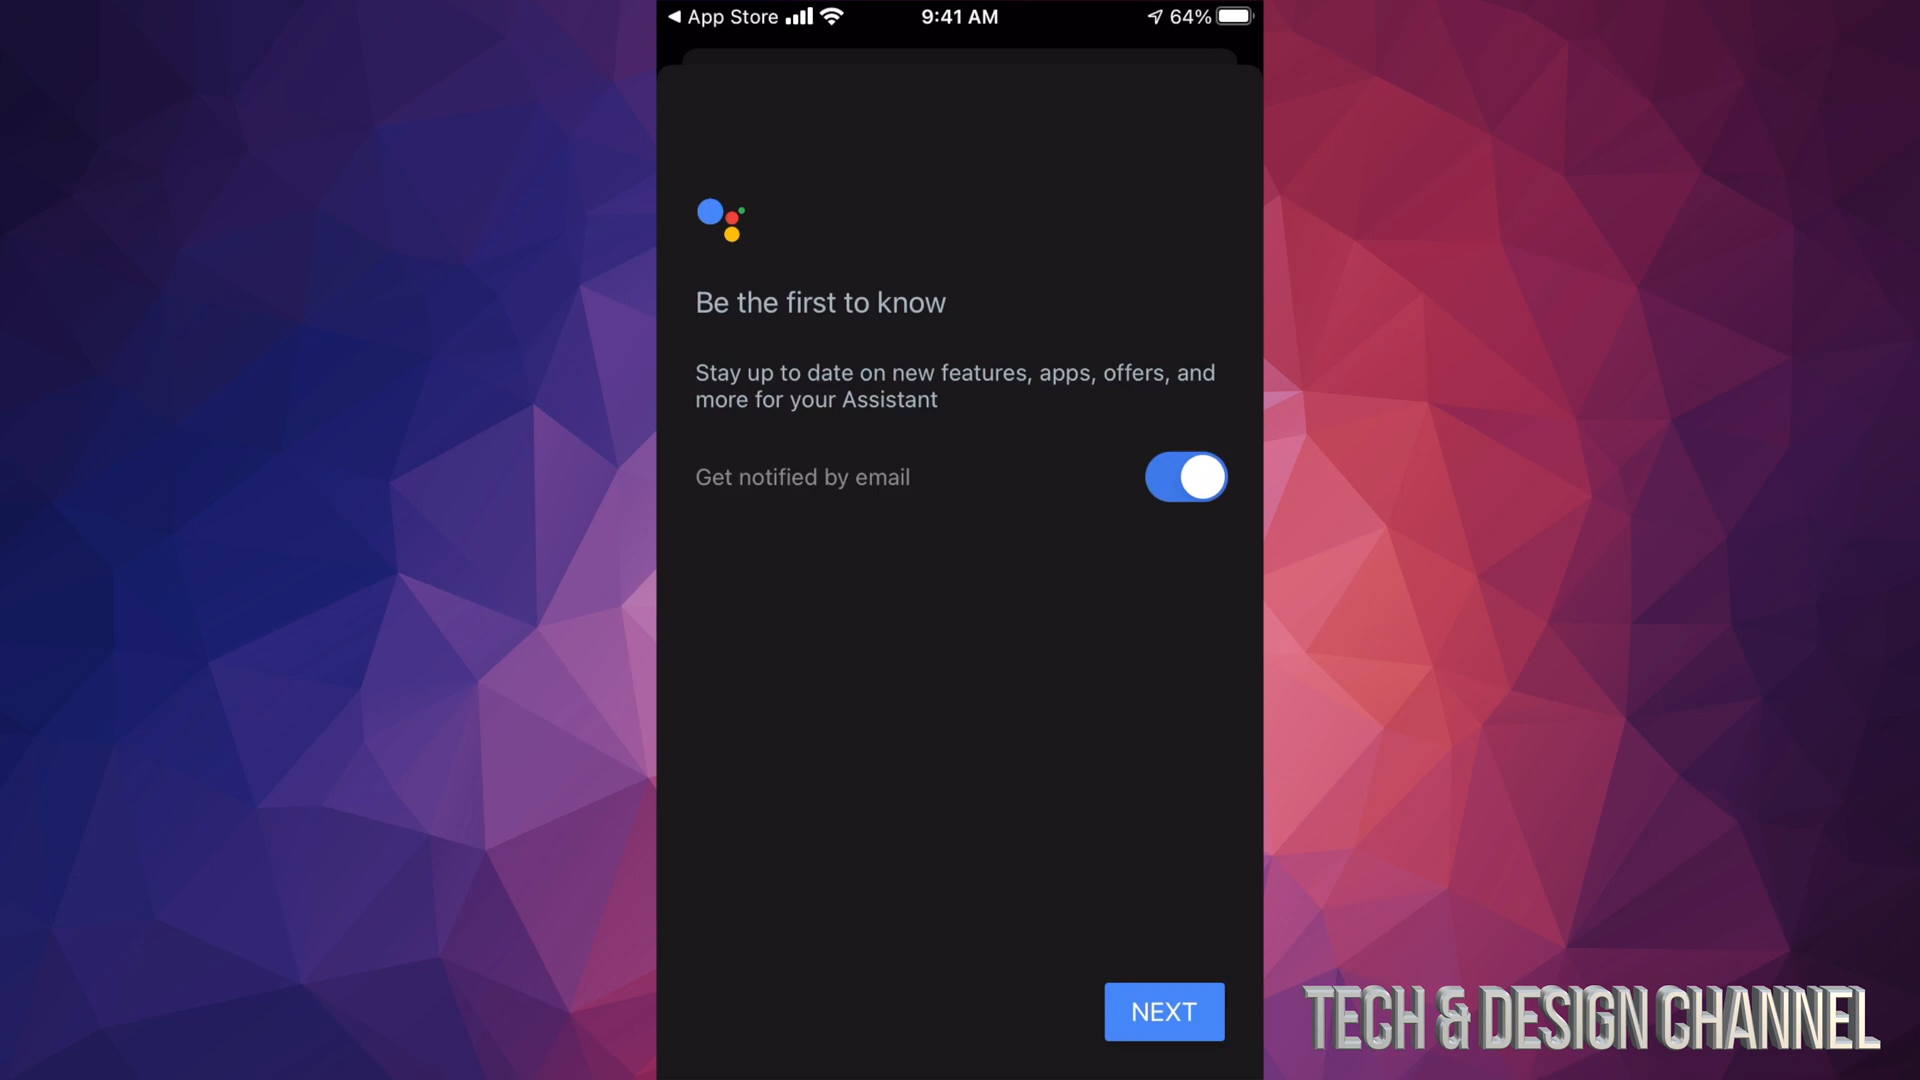 App Store 9:41 AM 64%
Be the first to know
Stay up to date on new features, apps, offers, and
more for your Assistant
Get notified by email
NEXT
TECH & DESIGN CHANNEL